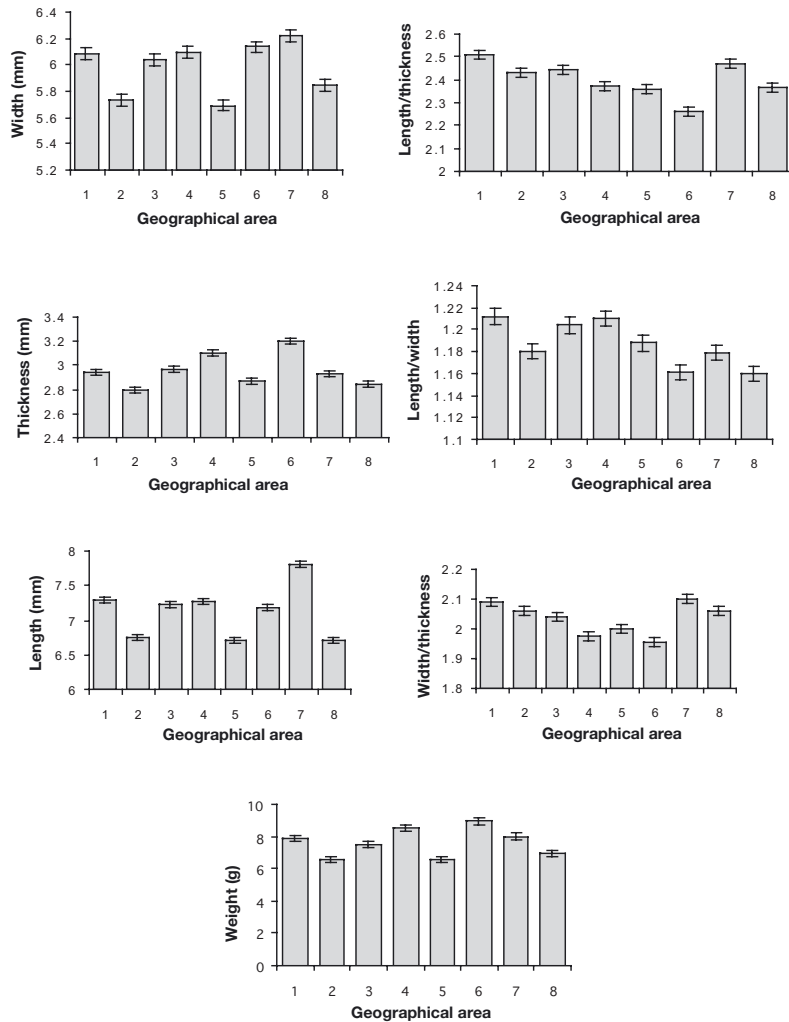 Width (mm)
6.4
6.2
6
5.8
5.6
5.4
5.2
1 2 3 4 5 6 7 8
Geographical area
Length/thickness
2.6
2.5
2.4
2.3
2.2
2.1
2
1 2 3 4 5 6 7 8
Geographical area
Thickness (mm)
3.4
3.2
3
2.8
2.6
2.4
1 2 3 4 5 6 7 8
Geographical area
Length/width
1.24
1.22
1.2
1.18
1.16
1.14
1.12
1.1
1 2 3 4 5 6 7 8
Geographical area
Length (mm)
8
7.5
7
6.5
6
1 2 3 4 5 6 7 8
Geographical area
Width/thickness
2.2
2.1
2
1.9
1.8
1 2 3 4 5 6 7 8
Geographical area
Weight (g)
10
8
6
4
2
0
1 2 3 4 5 6 7 8
Geographical area